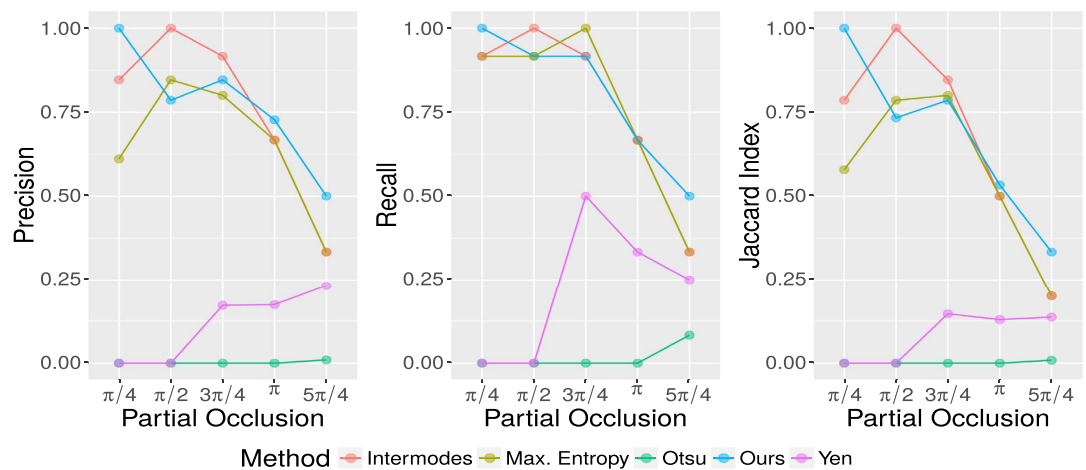 Precision
1.00
0.75
0.50
0.25
0.00
π/4 π/2 3π/4 π 5π/4
Partial Occlusion
Recall
1.00
0.75
0.50
0.25
0.00
π/4 π/2 3π/4 π 5π/4
Partial Occlusion
Jaccard Index
1.00
0.75
0.50
0.25
0.00
π/4 π/2 3π/4 π 5π/4
Partial Occlusion
Method Intermodes Max. Entropy Otsu Ours Yen